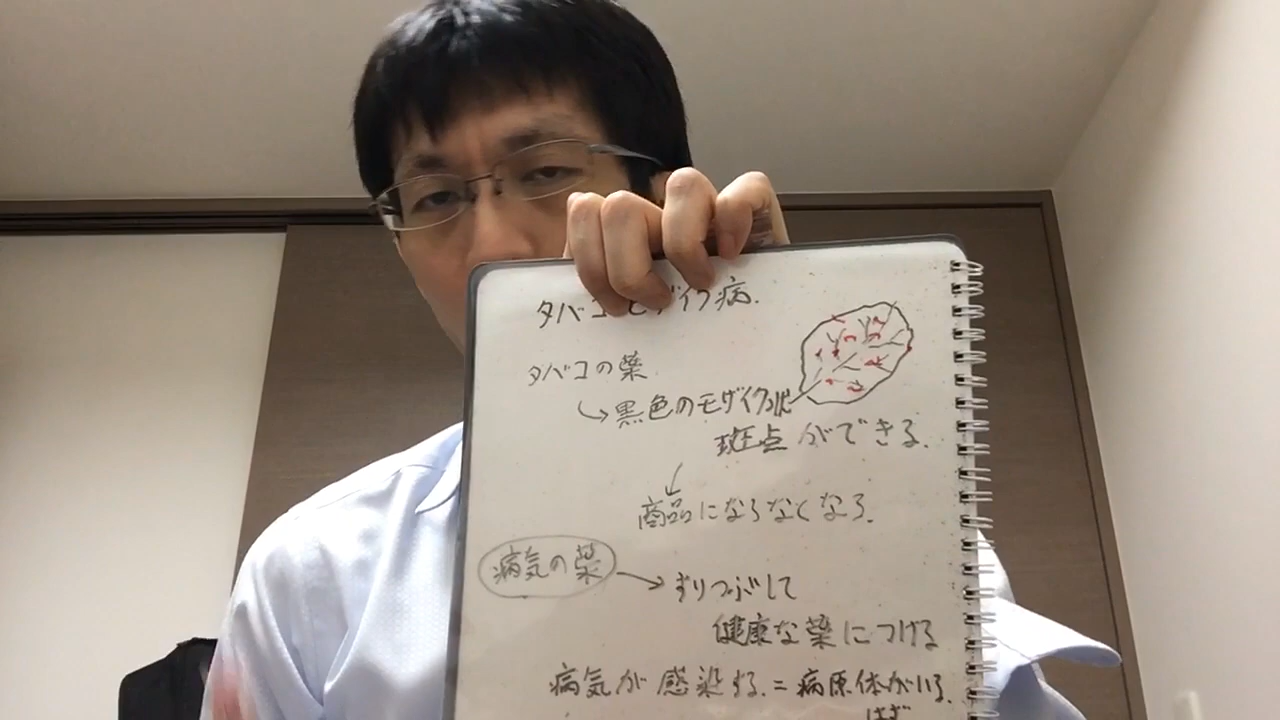 タバコモザイク病.
タバコの葉
↳黒色のモザイク状
斑点ができる.
↓
商品にならなくなる.
病気の葉 → すりつぶして
健康な葉につける
病気が感染する.=病原体がいる.
はず